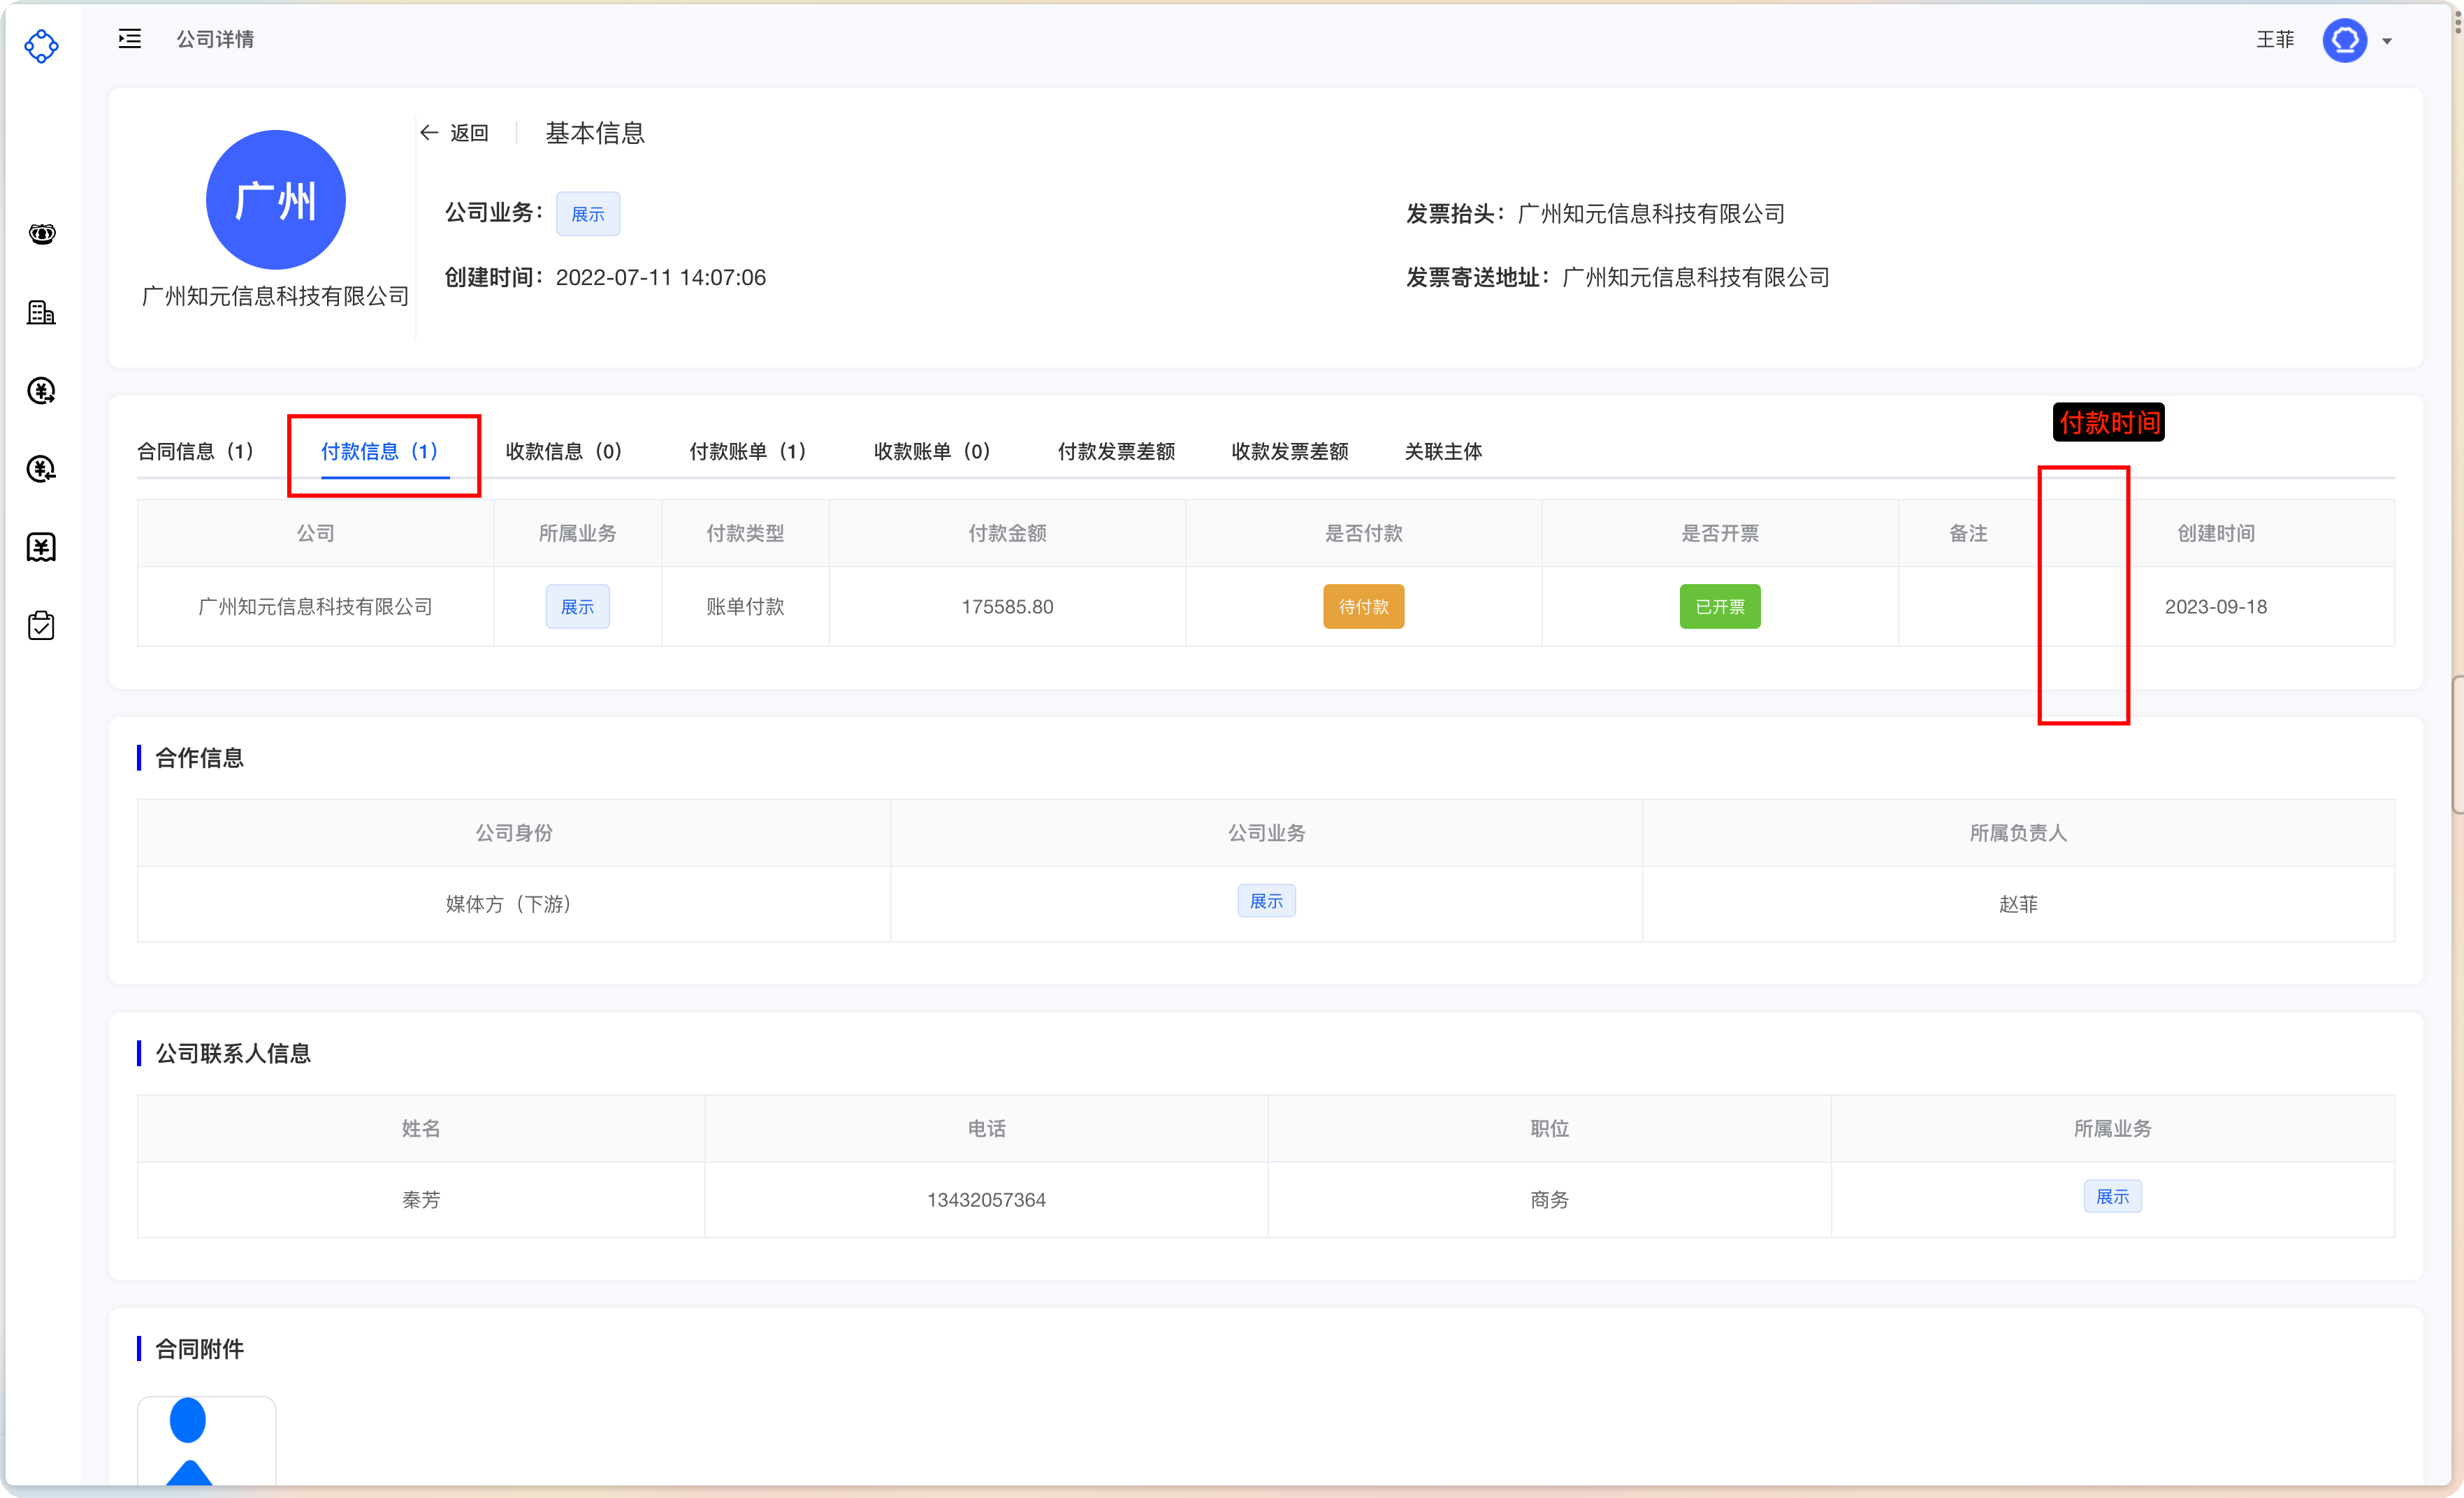 公司详情
王菲
广州
广州知元信息科技有限公司
返回
基本信息
公司业务： 展示
发票抬头： 广州知元信息科技有限公司
创建时间： 2022-07-11 14:07:06
发票寄送地址： 广州知元信息科技有限公司
付款时间
合同信息（1） 付款信息（1） 收款信息（0） 付款账单（1） 收款账单（0） 付款发票差额 收款发票差额 关联主体
公司 所属业务 付款类型 付款金额 是否付款 是否开票 备注 创建时间
广州知元信息科技有限公司 展示 账单付款 175585.80 待付款 已开票 2023-09-18
合作信息
公司身份 公司业务 所属负责人
媒体方（下游） 展示 赵菲
公司联系人信息
姓名 电话 职位 所属业务
秦芳 13432057364 商务 展示
合同附件